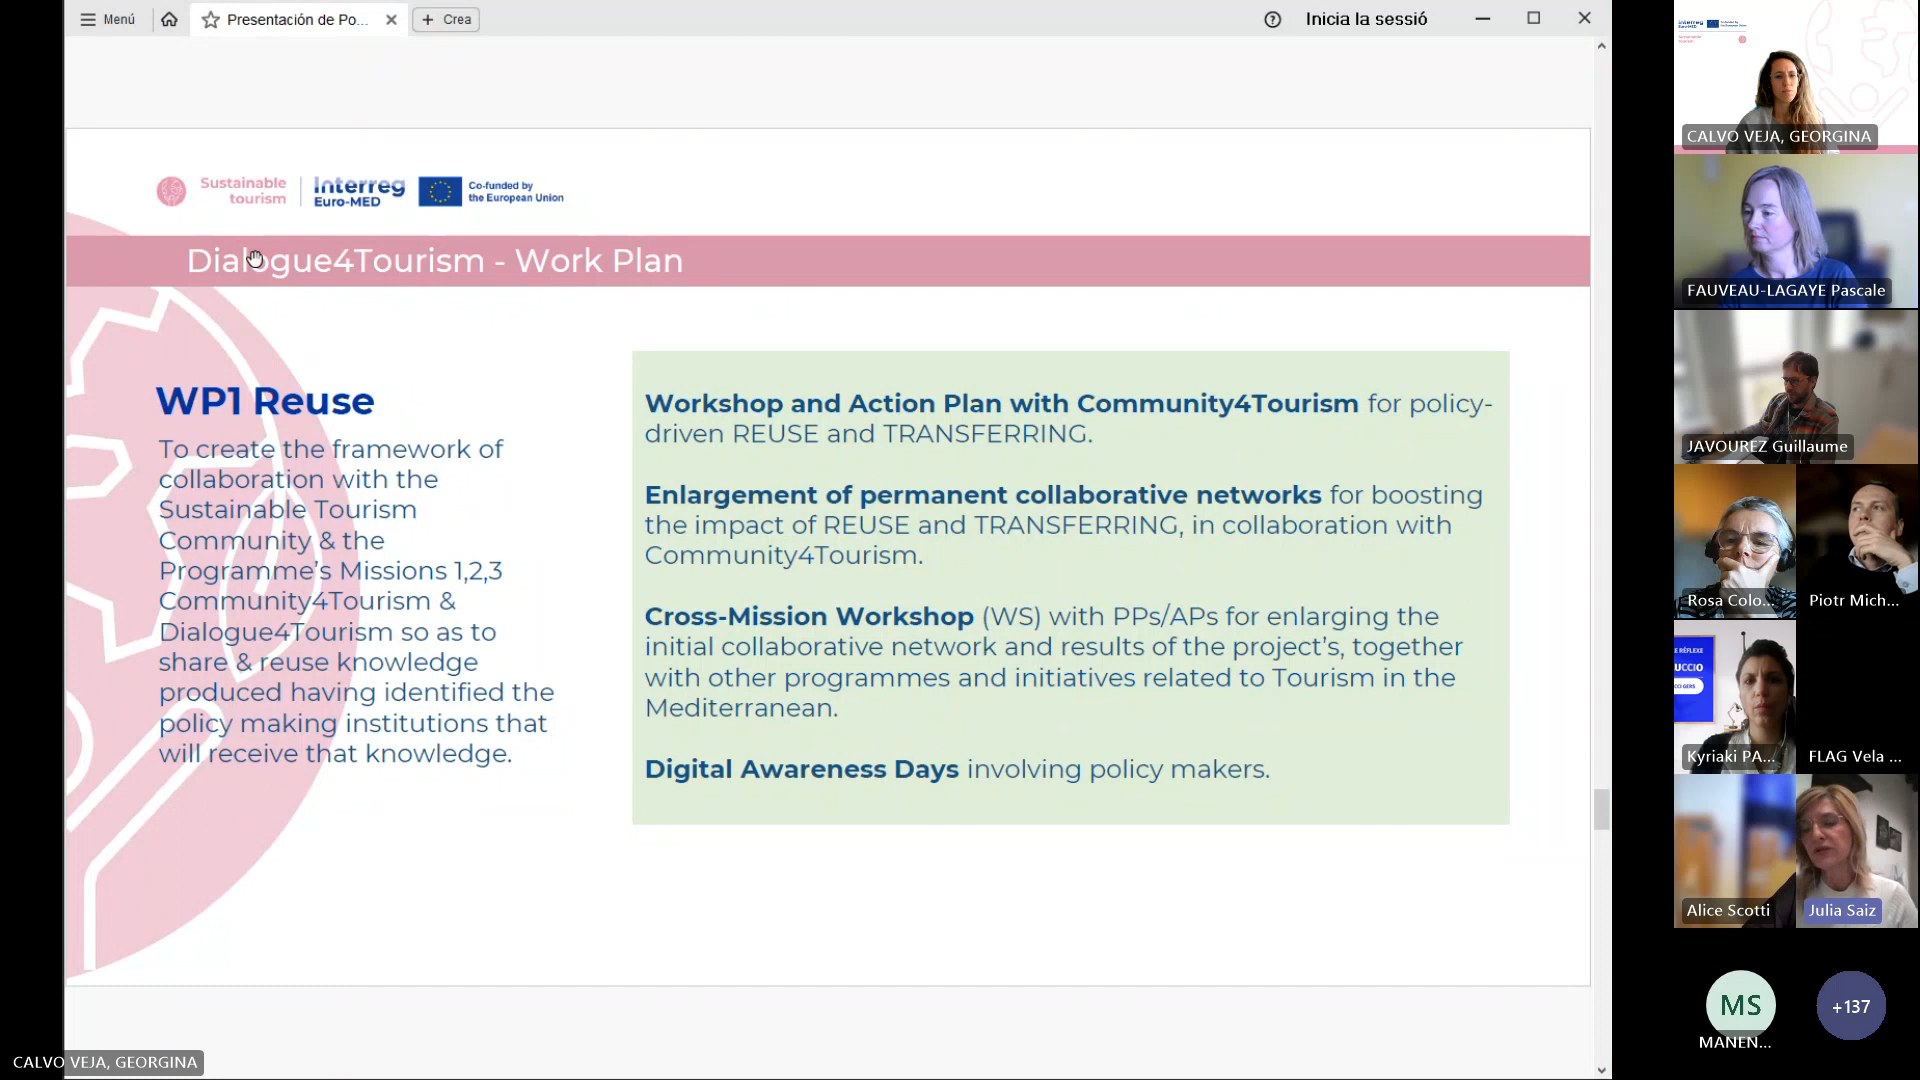 Menú
Presentación de Po...
Crea
Inicia la sessió
Sustainable
tourism
Interreg
Euro-MED
Co-funded by
the European Union
Dialogue4Tourism - Work Plan
WP1 Reuse
To create the framework of
collaboration with the
Sustainable Tourism
Community & the
Programme's Missions 1,2,3
Community4Tourism &
Dialogue4Tourism so as to
share & reuse knowledge
produced having identified the
policy making institutions that
will receive that knowledge.
Workshop and Action Plan with Community4Tourism for policy-
driven REUSE and TRANSFERRING.
Enlargement of permanent collaborative networks for boosting
the impact of REUSE and TRANSFERRING, in collaboration with
Community4Tourism.
Cross-Mission Workshop (WS) with PPs/APs for enlarging the
initial collaborative network and results of the project's, together
with other programmes and initiatives related to Tourism in the
Mediterranean.
Digital Awareness Days involving policy makers.
CALVO VEJA, GEORGINA
CALVO VEJA, GEORGINA
FAUVEAU-LAGAYE Pascale
JAVOUREZ Guillaume
Rosa Colo...
Piotr Mich...
E RÉFLEXE
UCCIO
CCI GERS
Kyriaki PA...
FLAG Vela ...
Alice Scotti
Julia Saiz
MS
MANEN...
+137